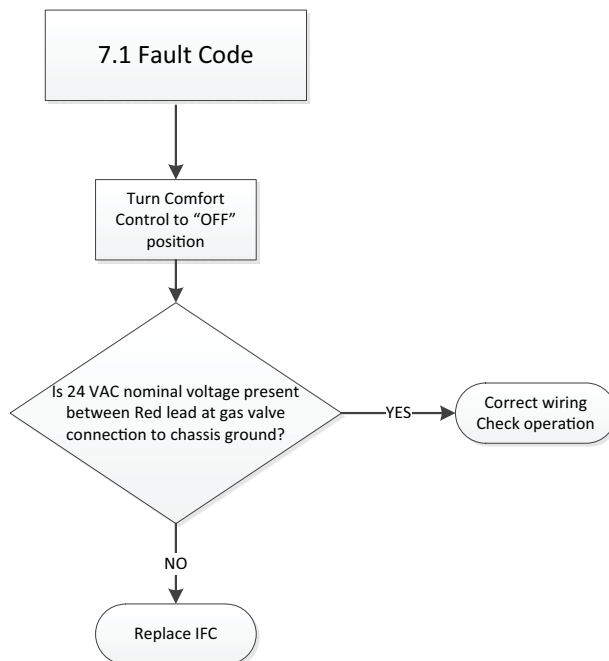 7.1 Fault Code
Turn Comfort
Control to “OFF”
position
Is 24 VAC nominal voltage present
between Red lead at gas valve
connection to chassis ground?
YES
Correct wiring
Check operation
NO
Replace IFC